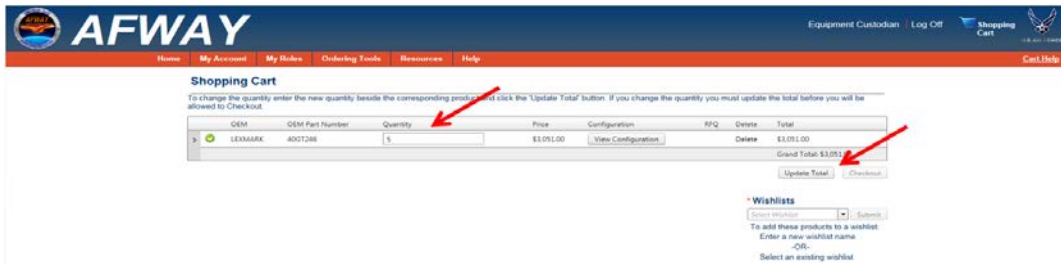 AFWAY
AFWAY
Equipment Custodian | Log Off
Shopping Cart
Home My Account My Roles Ordering Tools Resources Help
Cart Help
Shopping Cart
To change the quantity enter the new quantity beside the corresponding product and click the 'Update Total' button. If you change the quantity you must update the total before you will be
allowed to Checkout
OEM OEM Part Number Quantity Price Configuration RFQ Delete Total
LEXMARK 40GT286 5 $3,051.00 View Configuration Delete $3,051.00
Grand Total: $3,051
Update Total Checkout
* Wishlists
Select Wishlist Submit
To add these products to a wishlist
Enter a new wishlist name
-OR-
Select an existing wishlist